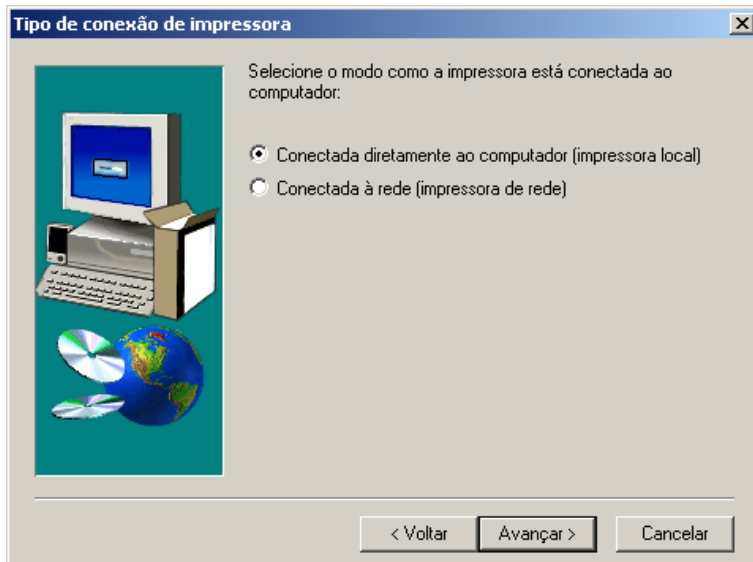 Tipo de conexão de impressora
Selecione o modo como a impressora está conectada ao
computador:
Conectada diretamente ao computador (impressora local)
Conectada à rede (impressora de rede)
< Voltar
Avançar >
Cancelar